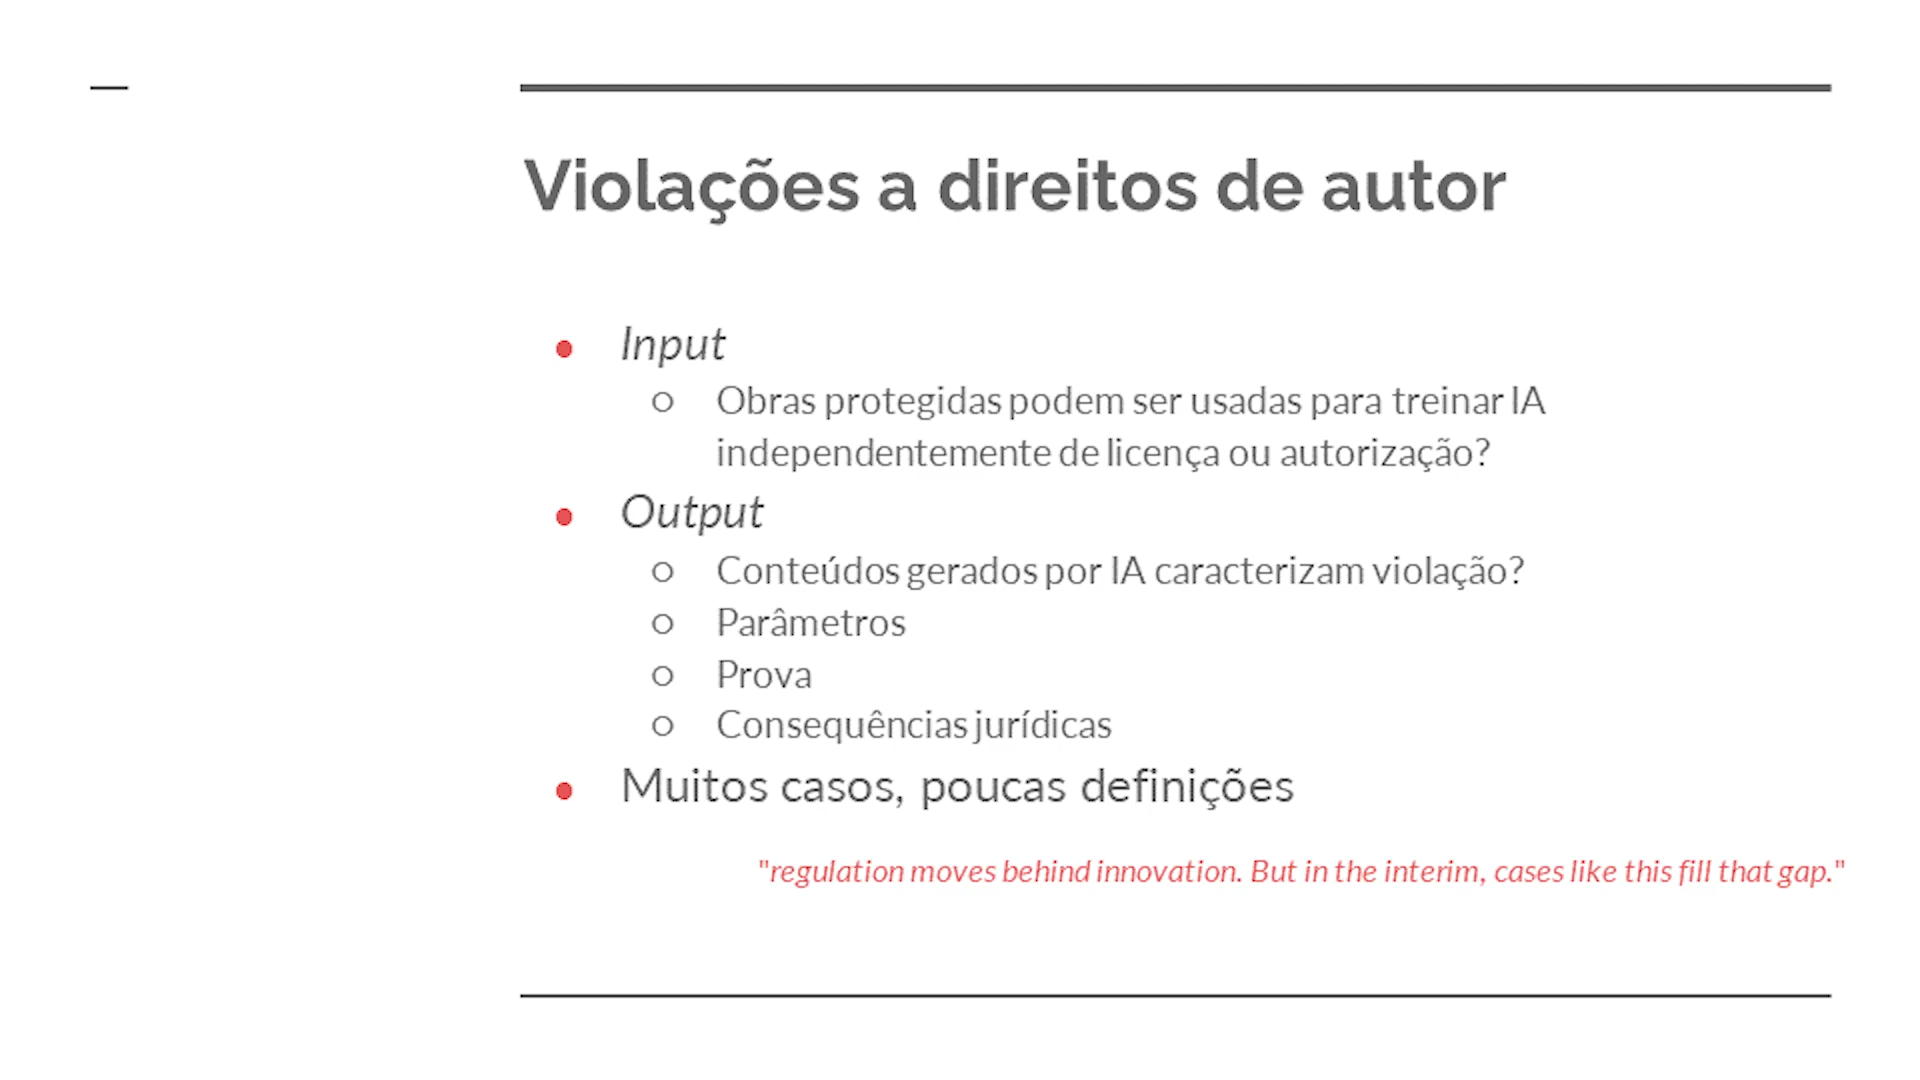 Violações a direitos de autor
Input
Obras protegidas podem ser usadas para treinar IA
independentemente de licença ou autorização?
Output
Conteúdos gerados por IA caracterizam violação?
Parâmetros
Prova
Consequências jurídicas
Muitos casos, poucas definições
"regulation moves behind innovation. But in the interim, cases like this fill that gap."